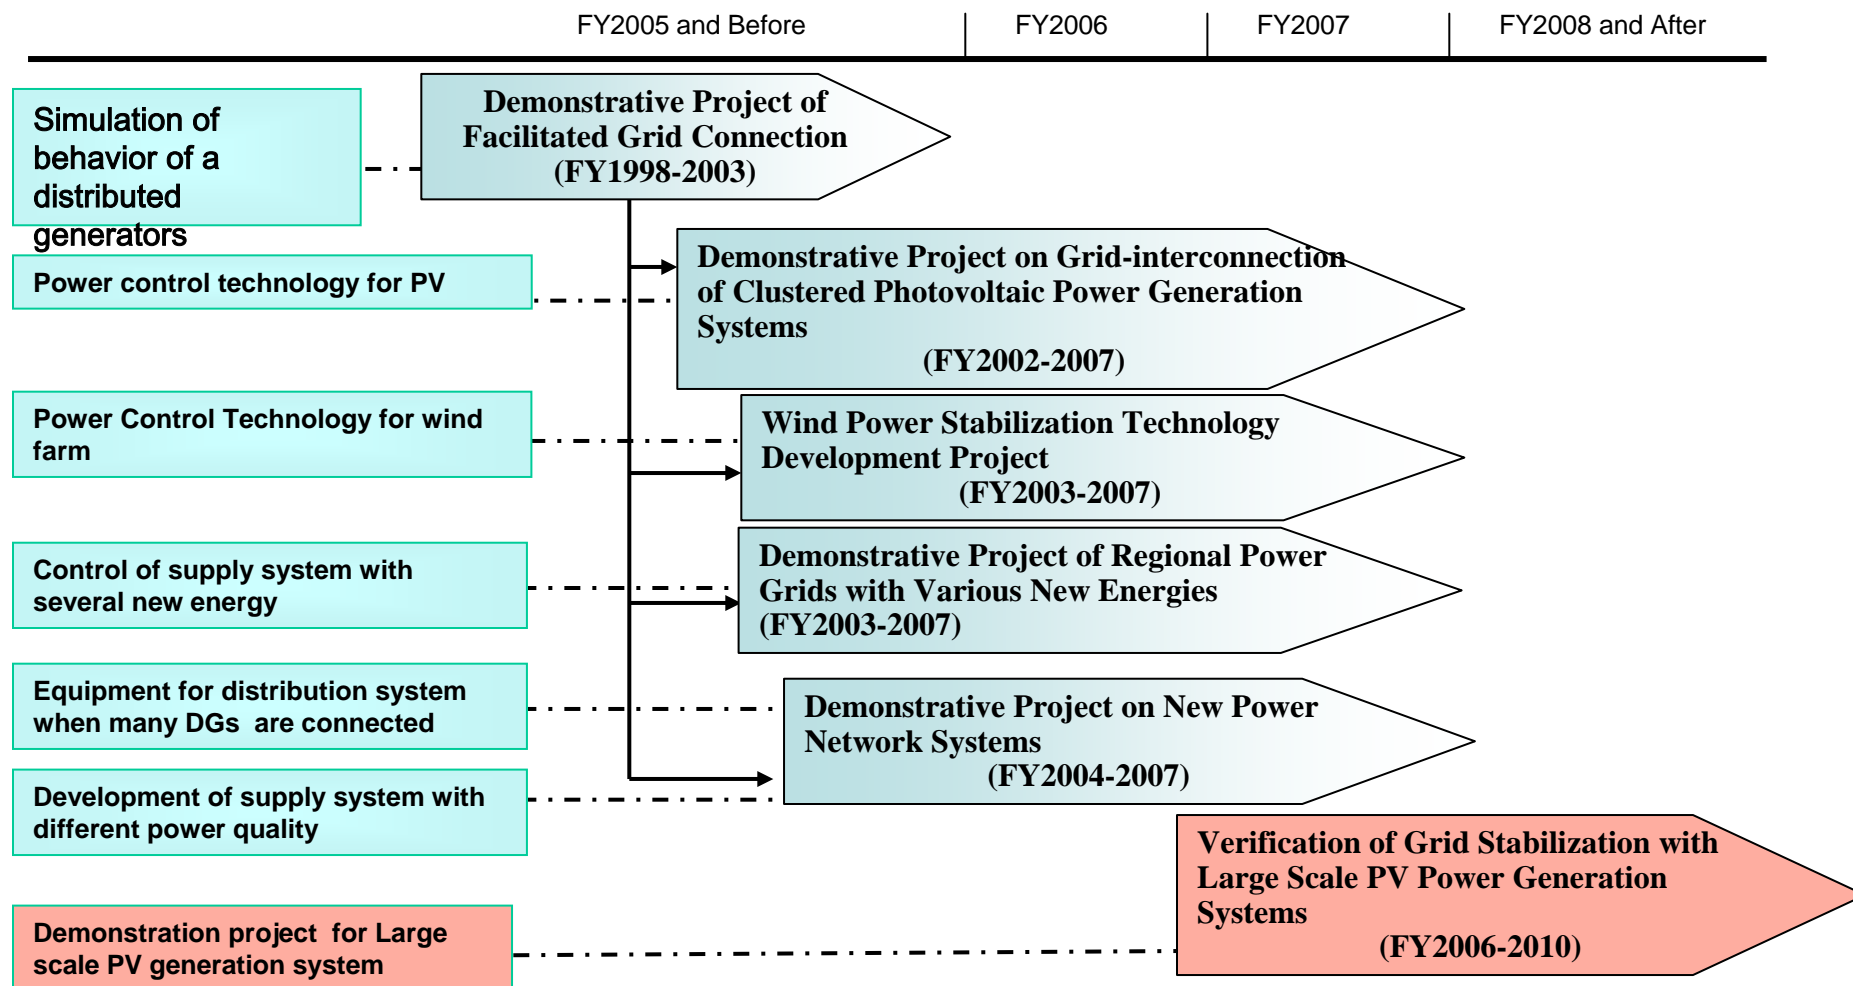 FY2005 and Before
FY2006
FY2007
FY2008 and After
Simulation of
behavior of a
distributed
generators
Demonstrative Project of
Facilitated Grid Connection
(FY1998-2003)
Power control technology for PV
Demonstrative Project on Grid-interconnection
of Clustered Photovoltaic Power Generation
Systems
(FY2002-2007)
Power Control Technology for wind
farm
Wind Power Stabilization Technology
Development Project
(FY2003-2007)
Control of supply system with
several new energy
Demonstrative Project of Regional Power
Grids with Various New Energies
(FY2003-2007)
Equipment for distribution system
when many DGs are connected
Demonstrative Project on New Power
Network Systems
(FY2004-2007)
Development of supply system with
different power quality
Verification of Grid Stabilization with
Large Scale PV Power Generation
Systems
(FY2006-2010)
Demonstration project for Large
scale PV generation system